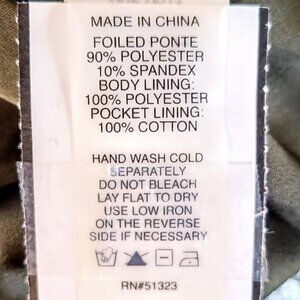 MADE IN CHINA
FOILED PONTE
90% POLYESTER
10% SPANDEX
BODY LINING:
100% POLYESTER
POCKET LINING:
100% COTTON
HAND WASH COLD
SEPARATELY
DO NOT BLEACH
LAY FLAT TO DRY
USE LOW IRON
ON THE REVERSE
SIDE IF NECESSARY
RN#51323